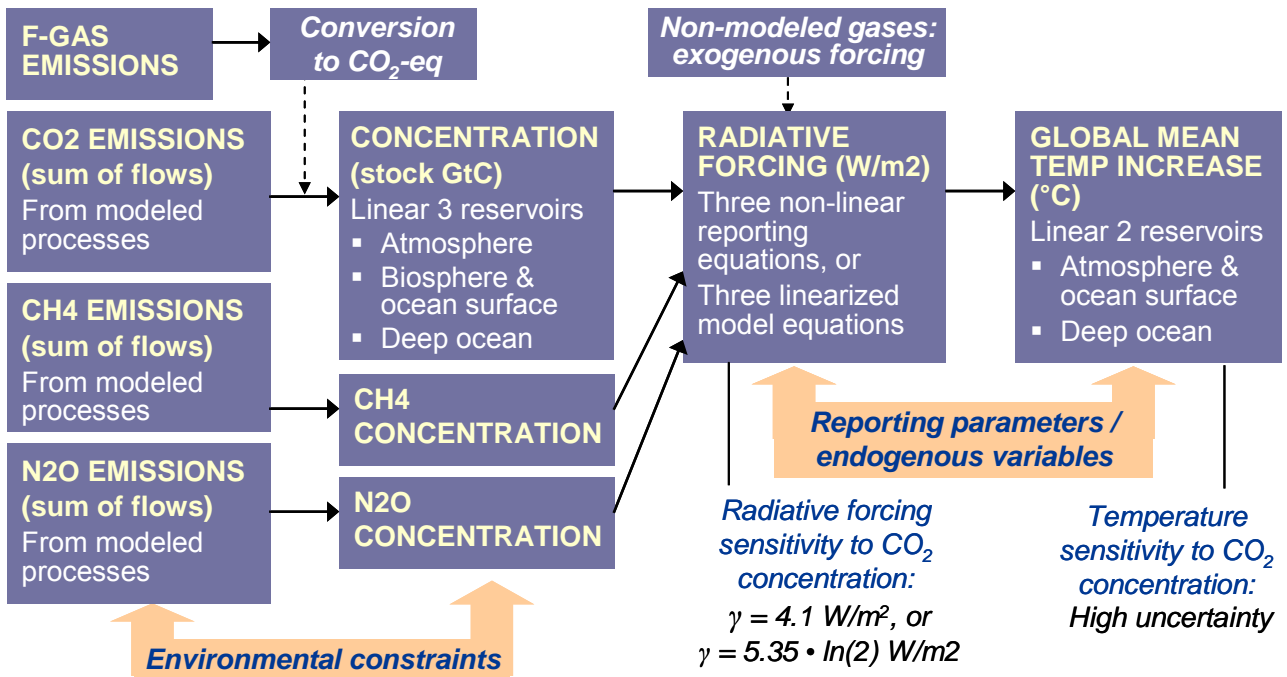 F-GAS
EMISSIONS
Conversion
to CO₂-eq
Non-modeled gases:
exogenous forcing
CO2 EMISSIONS
(sum of flows)
From modeled
processes
CONCENTRATION
(stock GtC)
Linear 3 reservoirs
▪ Atmosphere
▪ Biosphere &
ocean surface
▪ Deep ocean
RADIATIVE
FORCING (W/m2)
Three non-linear
reporting
equations, or
Three linearized
model equations
GLOBAL MEAN
TEMP INCREASE
(°C)
Linear 2 reservoirs
▪ Atmosphere &
ocean surface
▪ Deep ocean
CH4 EMISSIONS
(sum of flows)
From modeled
processes
CH4
CONCENTRATION
N2O EMISSIONS
(sum of flows)
From modeled
processes
N2O
CONCENTRATION
Reporting parameters /
endogenous variables
Radiative forcing
sensitivity to CO₂
concentration:
γ = 4.1 W/m², or
γ = 5.35 • ln(2) W/m2
Temperature
sensitivity to CO₂
concentration:
High uncertainty
Environmental constraints